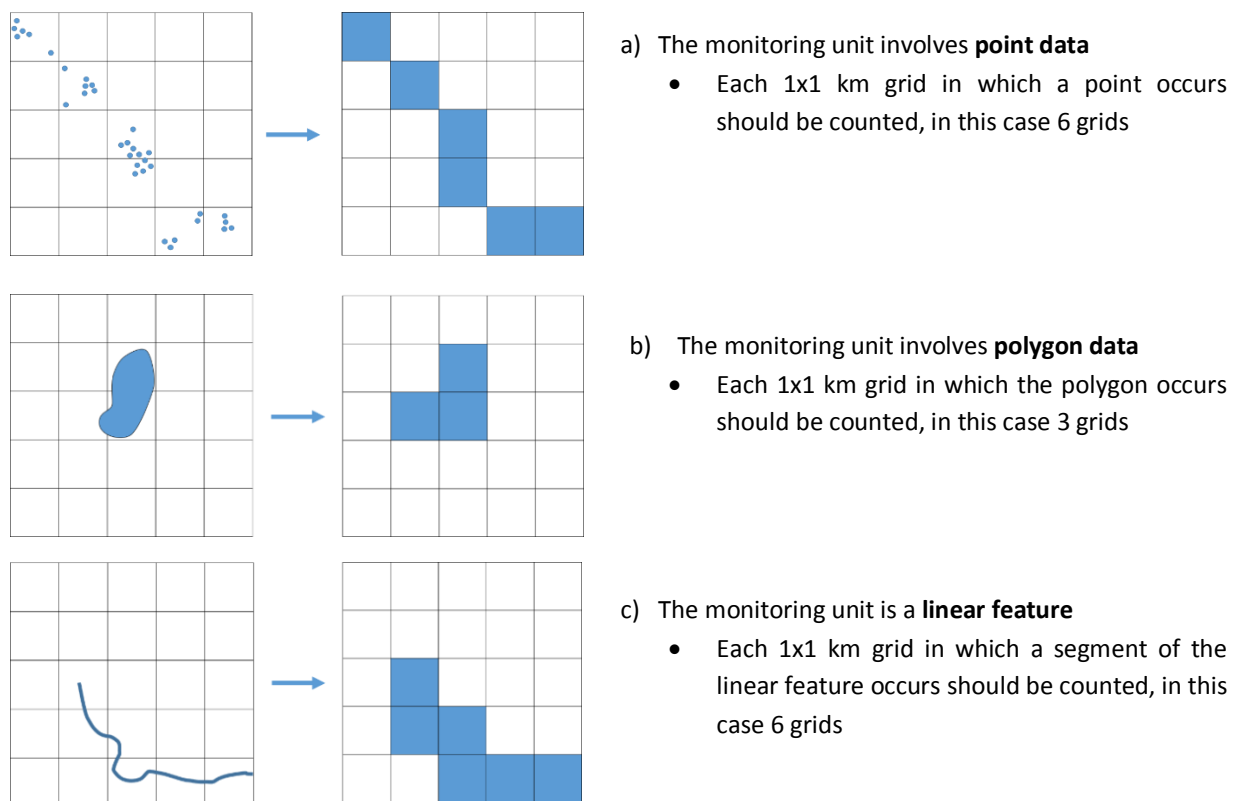 a) The monitoring unit involves point data
• Each 1x1 km grid in which a point occurs
should be counted, in this case 6 grids
b) The monitoring unit involves polygon data
• Each 1x1 km grid in which the polygon occurs
should be counted, in this case 3 grids
c) The monitoring unit is a linear feature
• Each 1x1 km grid in which a segment of the
linear feature occurs should be counted, in this
case 6 grids